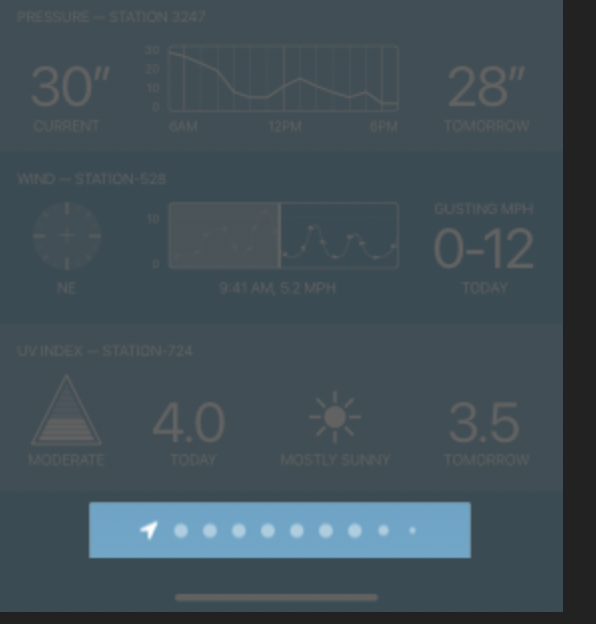 PRESSURE — STATION 3247
30
20
10
0
30"
28"
CURRENT
6AM 12PM 6PM
TOMORROW
WIND — STATION-528
10
0
GUSTING MPH
0-12
NE
9:41 AM, 5.2 MPH
TODAY
UV INDEX — STATION-724
4.0
3.5
MODERATE
TODAY
MOSTLY SUNNY
TOMORROW